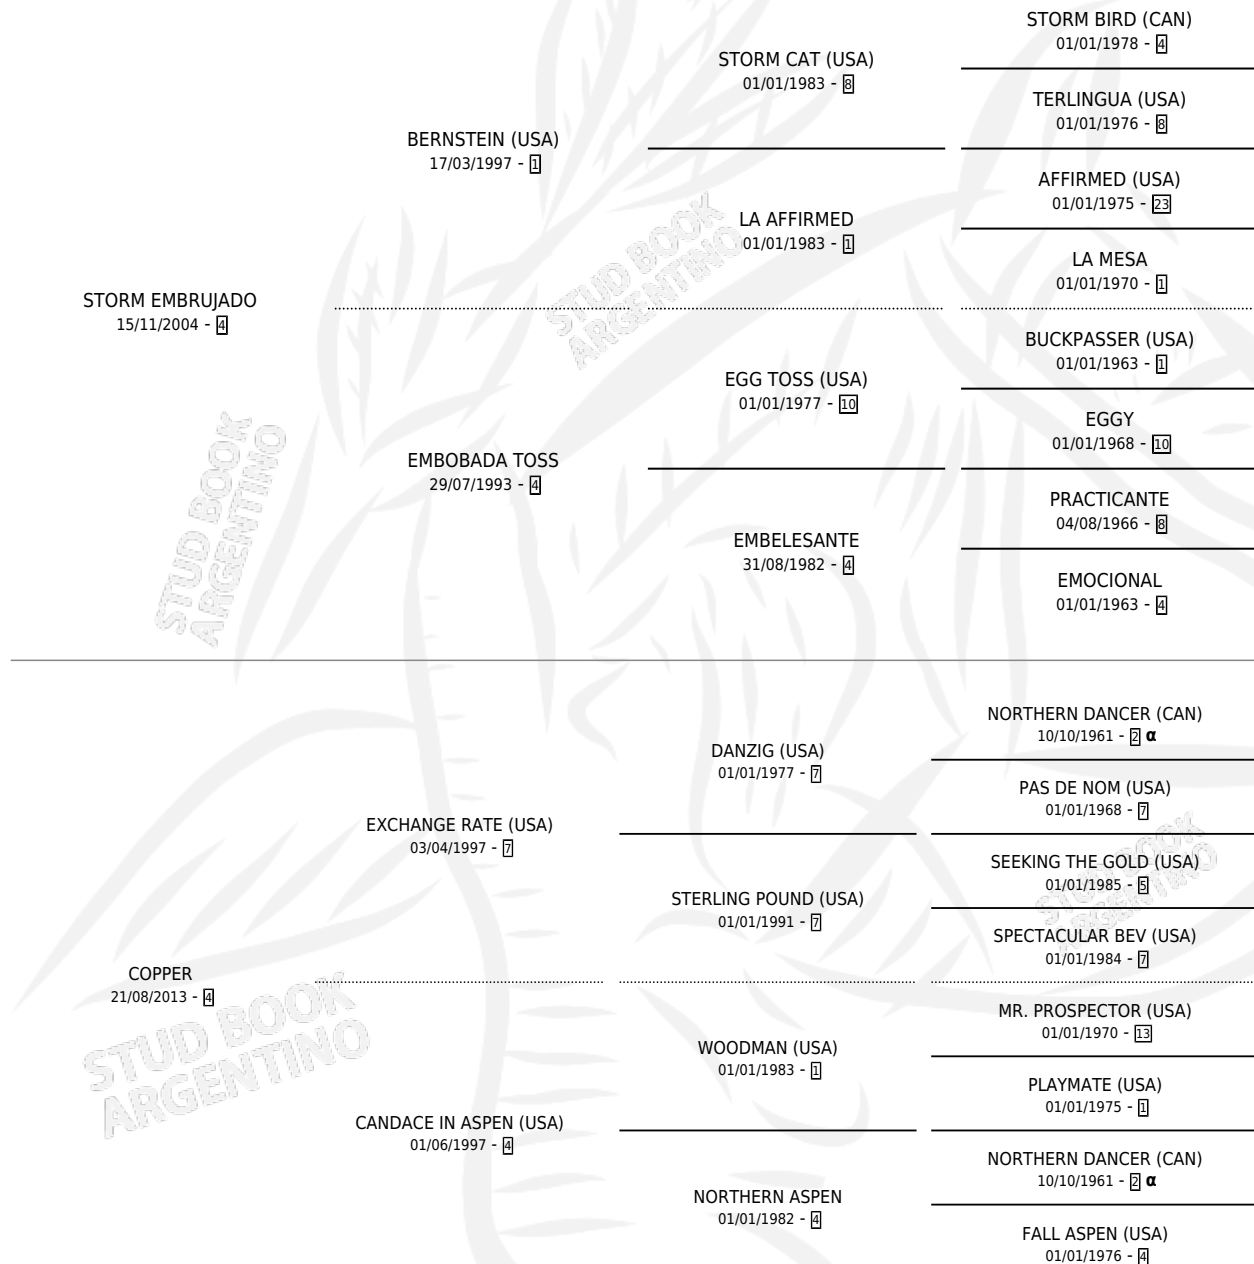 STORM BIRD (CAN)
01/01/1978 - 4
STORM CAT (USA)
01/01/1983 - 8
TERLINGUA (USA)
01/01/1976 - 8
BERNSTEIN (USA)
17/03/1997 - 1
AFFIRMED (USA)
01/01/1975 - 23
LA AFFIRMED
01/01/1983 - 1
LA MESA
01/01/1970 - 1
STORM EMBRUJADO
15/11/2004 - 4
BUCKPASSER (USA)
01/01/1963 - 1
EGG TOSS (USA)
01/01/1977 - 10
EGGY
01/01/1968 - 10
EMBOBADA TOSS
29/07/1993 - 4
PRACTICANTE
04/08/1966 - 8
EMBELESANTE
31/08/1982 - 4
EMOCIONAL
01/01/1963 - 4
STUD BOOK
ARGENTINO
STUD BOOK
ARGENTINO
NORTHERN DANCER (CAN)
10/10/1961 - 2 α
DANZIG (USA)
01/01/1977 - 7
PAS DE NOM (USA)
01/01/1968 - 7
EXCHANGE RATE (USA)
03/04/1997 - 7
SEEKING THE GOLD (USA)
01/01/1985 - 5
STERLING POUND (USA)
01/01/1991 - 7
SPECTACULAR BEV (USA)
01/01/1984 - 7
COPPER
21/08/2013 - 4
MR. PROSPECTOR (USA)
01/01/1970 - 13
WOODMAN (USA)
01/01/1983 - 1
PLAYMATE (USA)
01/01/1975 - 1
CANDACE IN ASPEN (USA)
01/06/1997 - 4
NORTHERN DANCER (CAN)
10/10/1961 - 2 α
NORTHERN ASPEN
01/01/1982 - 4
FALL ASPEN (USA)
01/01/1976 - 4
STUD BOOK
ARGENTINO
STUD BOOK
ARGENTINO